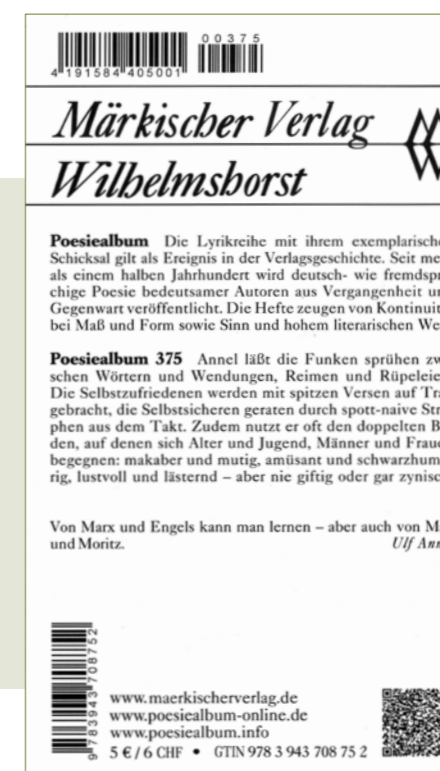 00375
4 191584 405001
Märkischer Verlag
Wilhelmshorst
Poesiealbum Die Lyrikreihe mit ihrem exemplarische
Schicksal gilt als Ereignis in der Verlagsgeschichte. Seit me
als einem halben Jahrhundert wird deutsch- wie fremdspr
chige Poesie bedeutsamer Autoren aus Vergangenheit ur
Gegenwart veröffentlicht. Die Hefte zeugen von Kontinuit
bei Maß und Form sowie Sinn und hohem literarischen We
Poesiealbum 375 Annel läßt die Funken sprühen zw
schen Wörtern und Wendungen, Reimen und Rüpeleie
Die Selbstzufriedenen werden mit spitzen Versen auf Tra
gebracht, die Selbstsicheren geraten durch spott-naive Str
phen aus dem Takt. Zudem nutzt er oft den doppelten B
den, auf denen sich Alter und Jugend, Männer und Fraue
begegnen: makaber und mutig, amüsant und schwarzhum
rig, lustvoll und lästernd – aber nie giftig oder gar zynisc
Von Marx und Engels kann man lernen – aber auch von M
und Moritz. Ulf Ann
9 783943 708752
www.maerkischerverlag.de
www.poesiealbum-online.de
www.poesiealbum.info
5 € / 6 CHF • GTIN 978 3 943 708 75 2